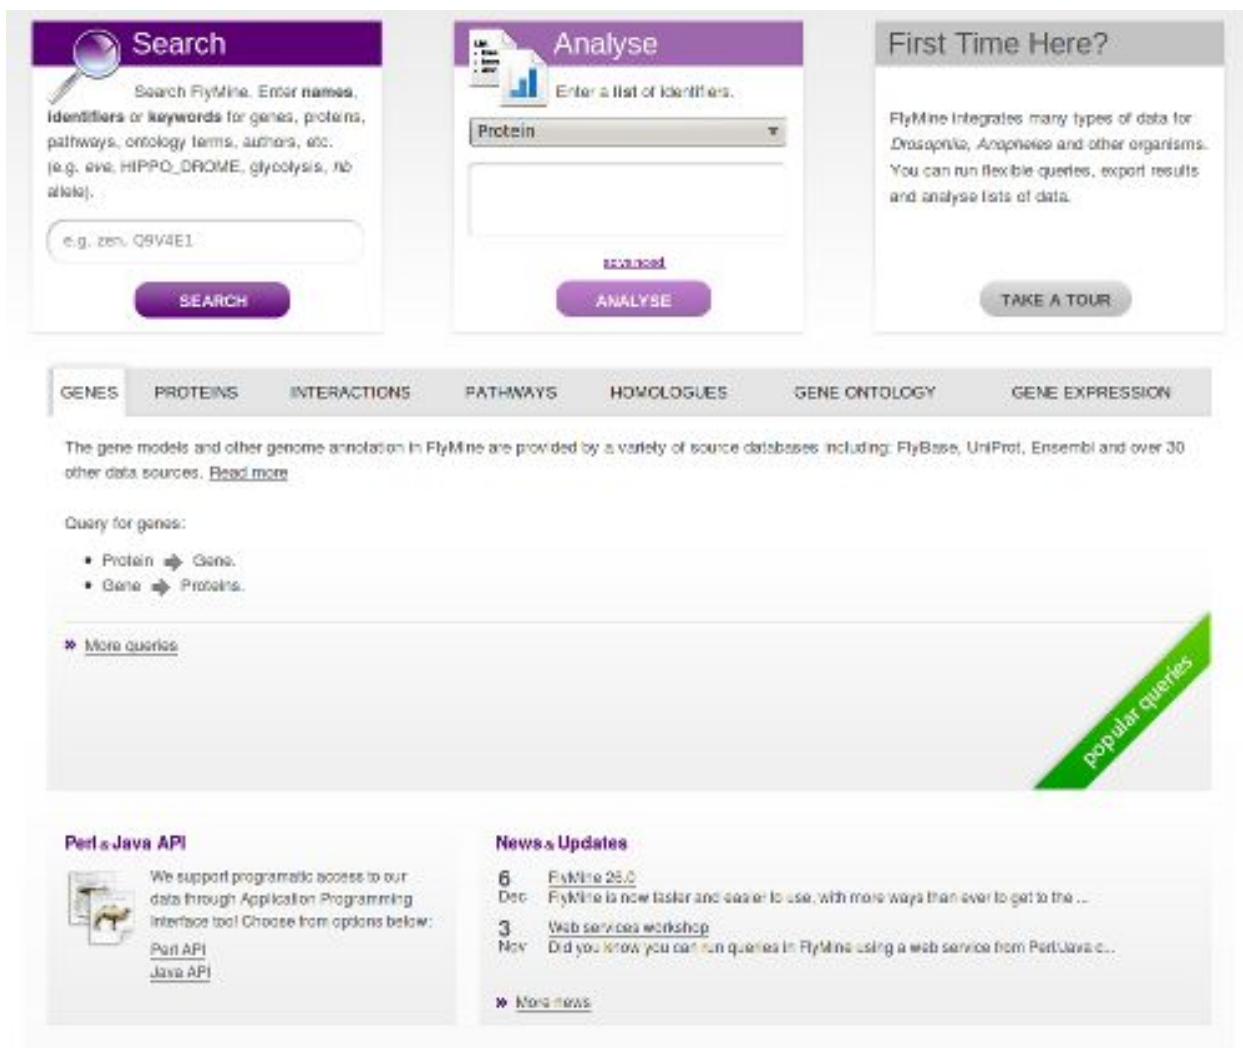 Search
Search FlyMine. Enter names,
identifiers or keywords for genes, proteins,
pathways, ontology terms, authors, etc.
(e.g. eve, HIPPO_DROME, glycolysis, hb
allele).
e.g. zen, Q9V4E1
SEARCH
Analyse
Enter a list of identifiers.
Protein
advanced
ANALYSE
First Time Here?
FlyMine integrates many types of data for
Drosophila, Anopheles and other organisms.
You can run flexible queries, export results
and analyse lists of data.
TAKE A TOUR
GENES PROTEINS INTERACTIONS PATHWAYS HOMOLOGUES GENE ONTOLOGY GENE EXPRESSION
The gene models and other genome annotation in FlyMine are provided by a variety of source databases including: FlyBase, UniProt, Ensembl and over 30
other data sources. Read more
Query for genes:
• Protein ➡ Gene.
• Gene ➡ Proteins.
» More queries
popular queries
Perl & Java API
We support programatic access to our
data through Application Programming
Interface too! Choose from options below:
Perl API
Java API
News & Updates
6 FlyMine 26.0
Dec FlyMine is now faster and easier to use, with more ways than ever to get to the ...
3 Web services workshop
Nov Did you know you can run queries in FlyMine using a web service from Perl/Java c...
» More news